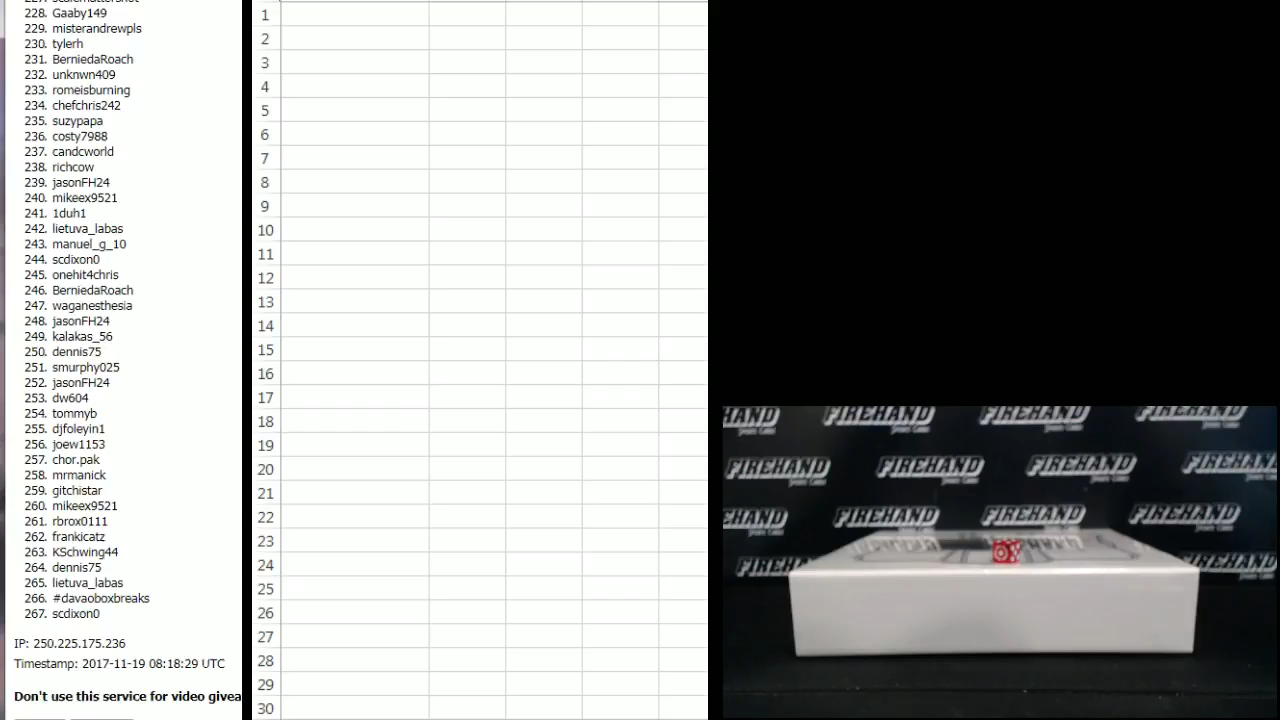 228. Gaaby149
229. misterandrewpls
230. tylerh
231. BerniedaRoach
232. unknwn409
233. romeisburning
234. chefchris242
235. suzypapa
236. costy7988
237. candcworld
238. richcow
239. jasonFH24
240. mikeex9521
241. 1duh1
242. lietuva_labas
243. manuel_g_10
244. scdixon0
245. onehit4chris
246. BerniedaRoach
247. waganesthesia
248. jasonFH24
249. kalakas_56
250. dennis75
251. smurphy025
252. jasonFH24
253. dw604
254. tommyb
255. djfoleyin1
256. joew1153
257. chor.pak
258. mrmanick
259. gitchistar
260. mikeex9521
261. rbrox0111
262. frankicatz
263. KSchwing44
264. dennis75
265. lietuva_labas
266. #davaoboxbreaks
267. scdixon0
IP: 250.225.175.236
Timestamp: 2017-11-19 08:18:29 UTC
Don't use this service for video givea
1
2
3
4
5
6
7
8
9
10
11
12
13
14
15
16
17
18
19
20
21
22
23
24
25
26
27
28
29
30
HAND FIREHAND FIREHAND FIREHAND
FIREHAND FIREHAND FIREHAND FIREHAND
EHAND FIREHAND FIREHAND FIREHAND
FIREHAND FIREHAND